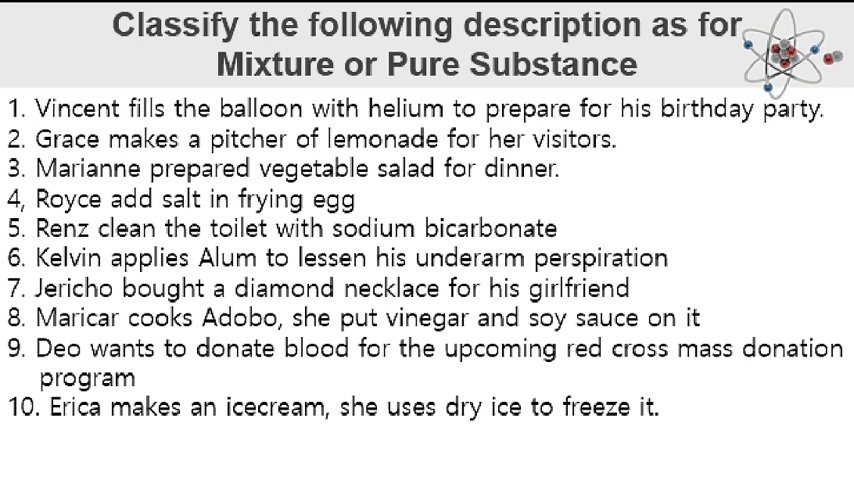 Classify the following description as for
Mixture or Pure Substance
1. Vincent fills the balloon with helium to prepare for his birthday party.
2. Grace makes a pitcher of lemonade for her visitors.
3. Marianne prepared vegetable salad for dinner.
4, Royce add salt in frying egg
5. Renz clean the toilet with sodium bicarbonate
6. Kelvin applies Alum to lessen his underarm perspiration
7. Jericho bought a diamond necklace for his girlfriend
8. Maricar cooks Adobo, she put vinegar and soy sauce on it
9. Deo wants to donate blood for the upcoming red cross mass donation
program
10. Erica makes an icecream, she uses dry ice to freeze it.